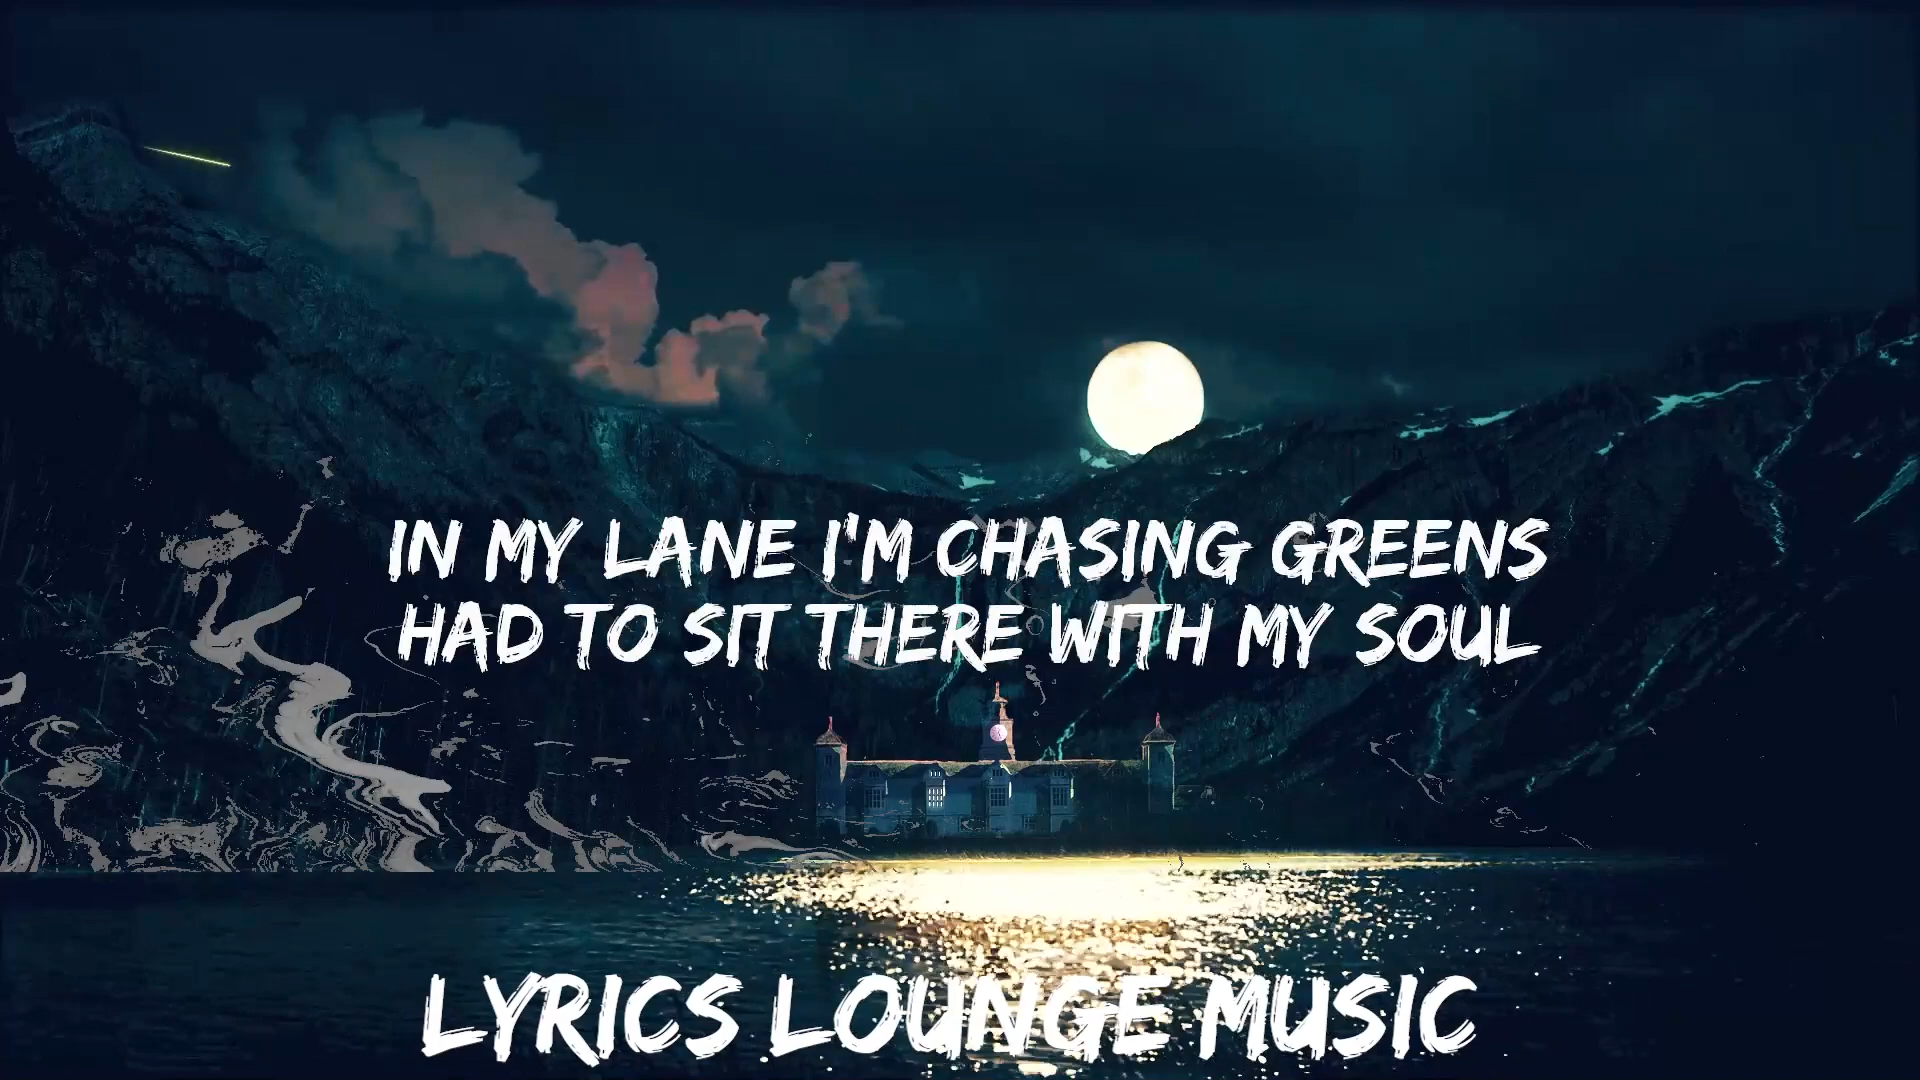 IN MY LANE I'M CHASING GREENS
HAD TO SIT THERE WITH MY SOUL
LYRICS LOUNGE MUSIC